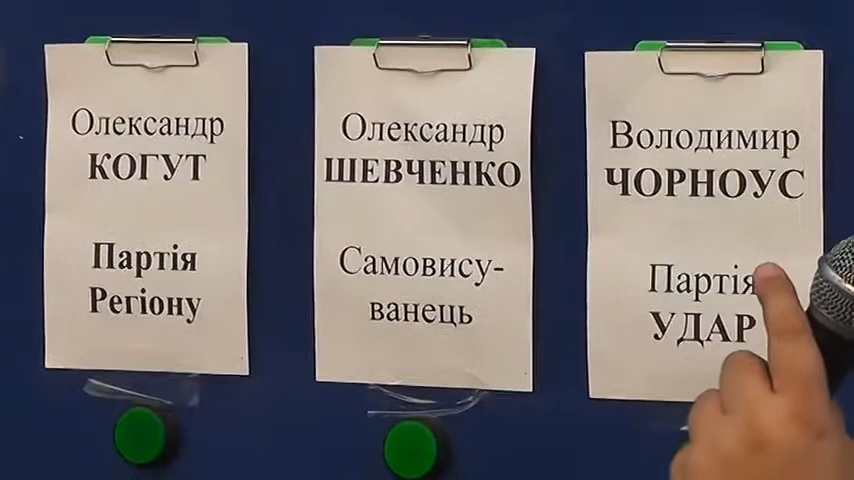 Олександр
КОГУТ
Партія
Регіону
Олександр
ШЕВЧЕНКО
Самовису-
ванець
Володимир
ЧОРНОУС
Партія
УДАР